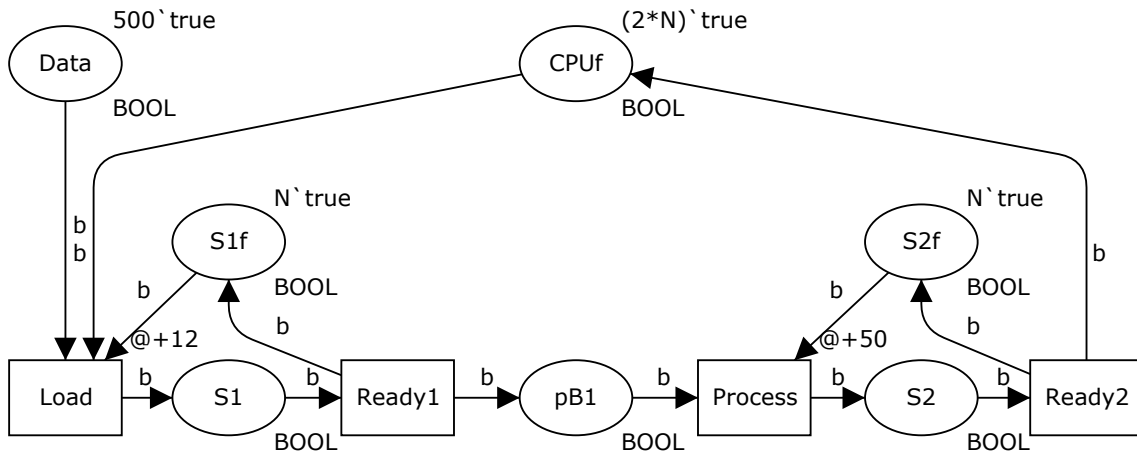 500`true
(2*N)`true
Data
CPUf
BOOL
BOOL
N`true
N`true
b
b
S1f
S2f
b
b
b
BOOL
BOOL
b
b
@+12
@+50
Load
b
S1
b
Ready1
b
pB1
b
Process
b
S2
b
Ready2
BOOL
BOOL
BOOL